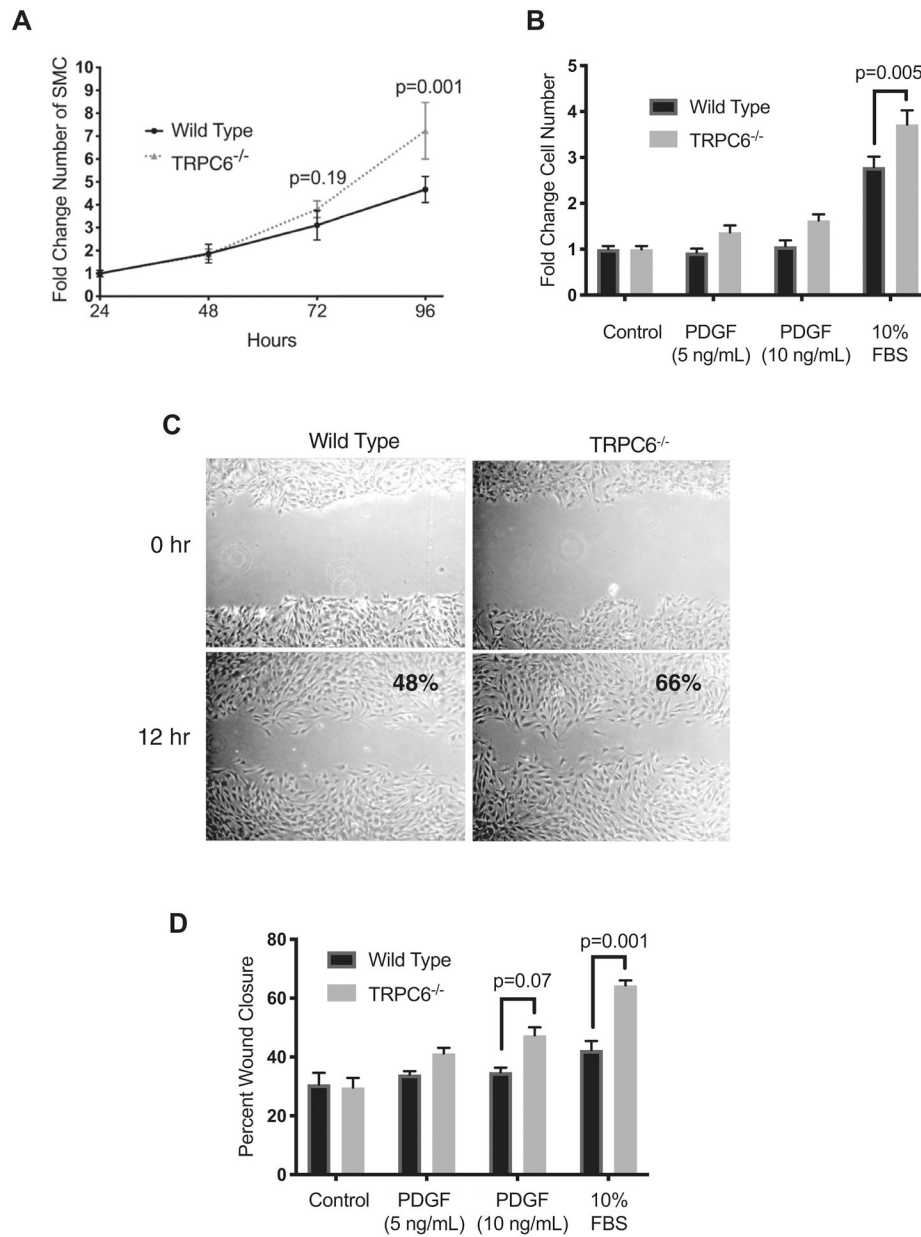 A
Fold Change Number of SMC
10
9
8
7
6
5
4
3
2
1
0
24
48
72
96
Hours
Wild Type
TRPC6-/-
p=0.19
p=0.001
B
Fold Change Cell Number
5
4
3
2
1
0
Wild Type
TRPC6-/-
p=0.005
Control
PDGF
(5 ng/mL)
PDGF
(10 ng/mL)
10%
FBS
C
Wild Type
TRPC6-/-
0 hr
12 hr
48%
66%
D
Percent Wound Closure
80
60
40
20
0
Wild Type
TRPC6-/-
p=0.07
p=0.001
Control
PDGF
(5 ng/mL)
PDGF
(10 ng/mL)
10%
FBS